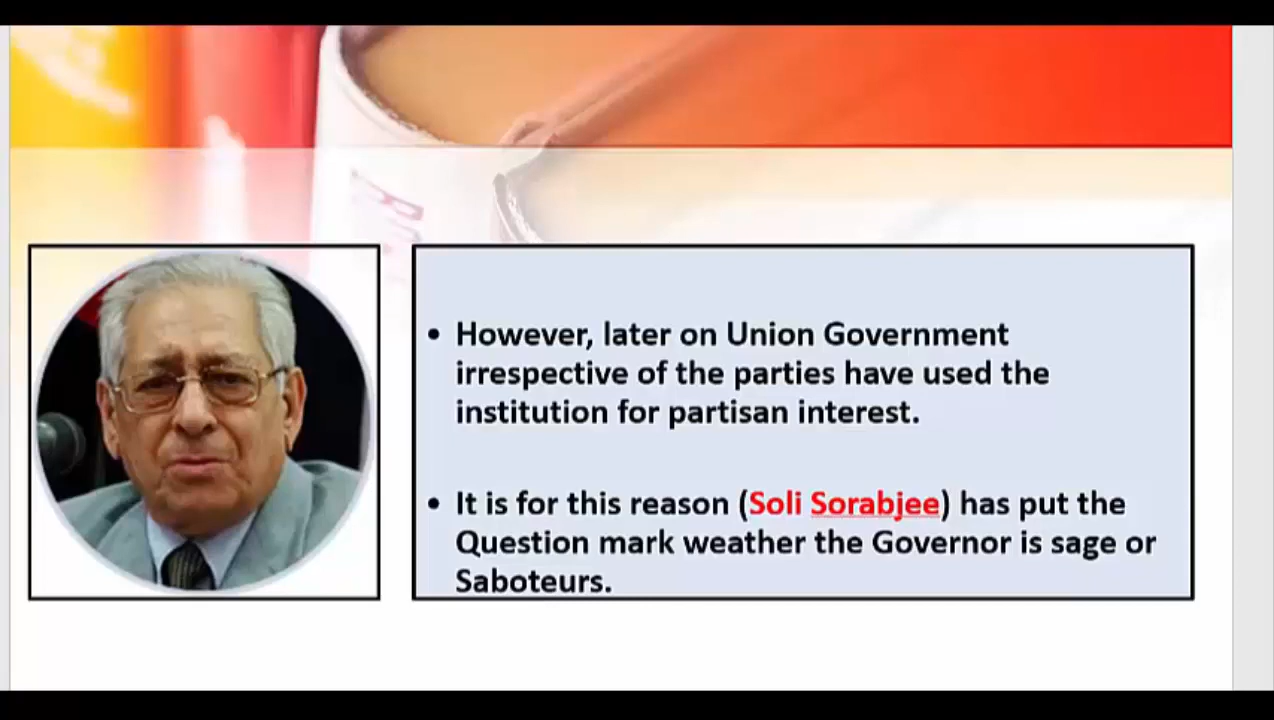 • However, later on Union Government
irrespective of the parties have used the
institution for partisan interest.
• It is for this reason (Soli Sorabjee) has put the
Question mark weather the Governor is sage or
Saboteurs.